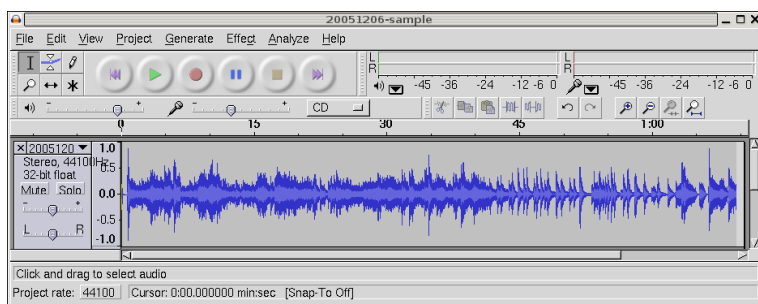 20051206-sample
File Edit View Project Generate Effect Analyze Help
L
R
-45 -36 -24 -12 -6 0
L
R
-45 -36 -24 -12 -6 0
- + - + CD
0 15 30 45 1:00
2005120
Stereo, 44100Hz
32-bit float
Mute Solo
- +
L R
1.0
0.5
0.0
-0.5
-1.0
Click and drag to select audio
Project rate: 44100 Cursor: 0:00.000000 min:sec [Snap-To Off]